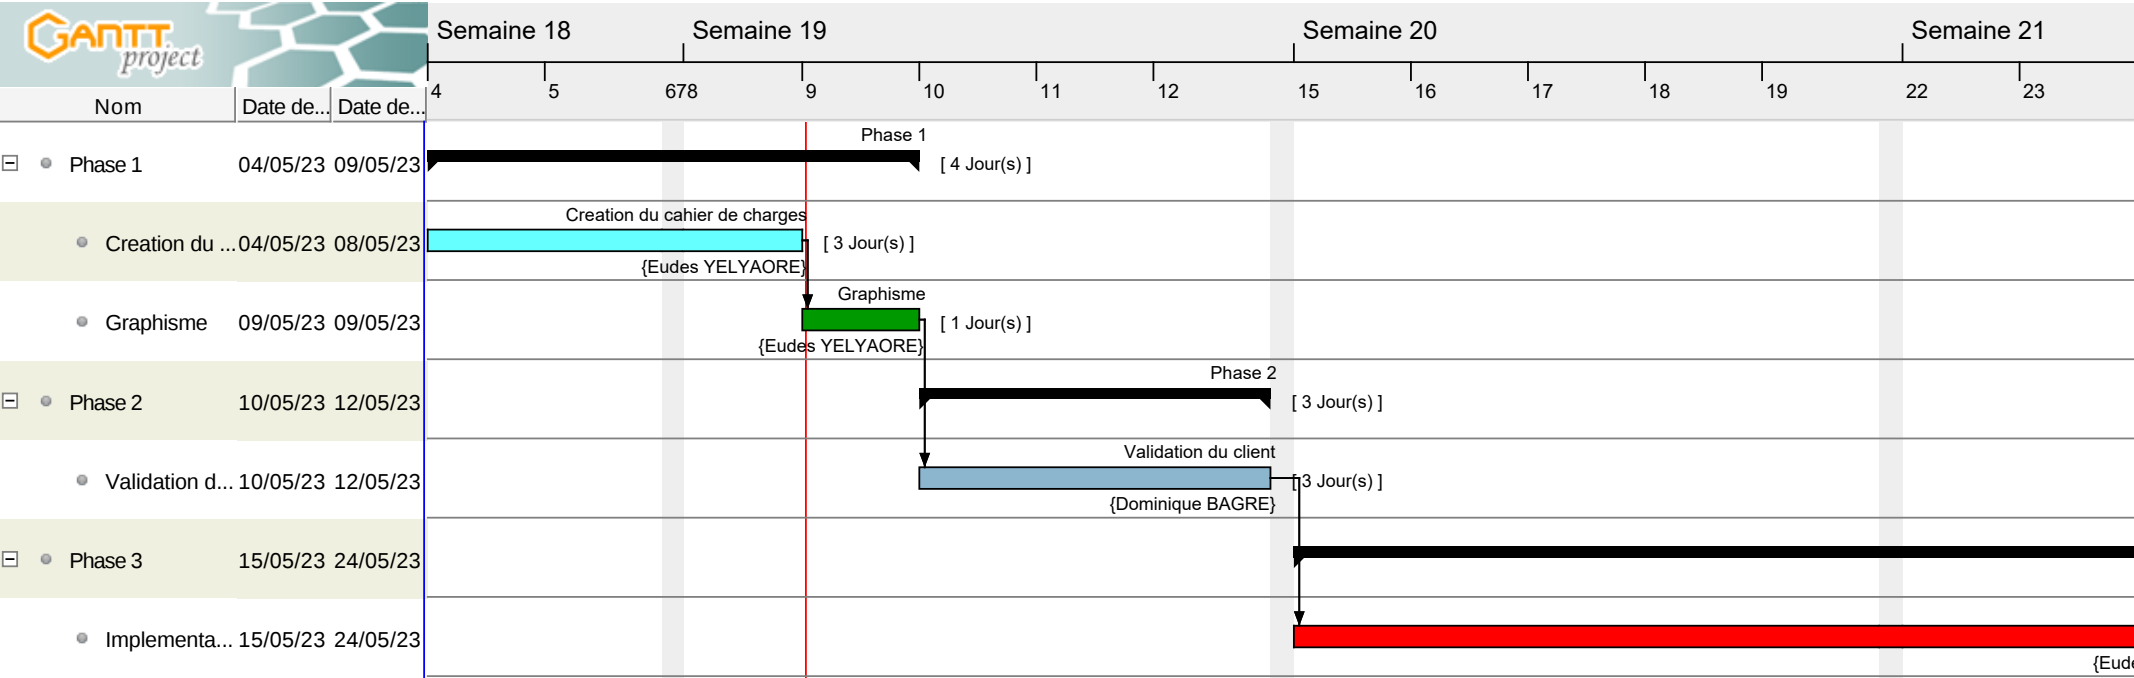 GANTT
project
Semaine 18 Semaine 19 Semaine 20 Semaine 21
4 5 678 9 10 11 12 15 16 17 18 19 22 23
Nom Date de... Date de...
Phase 1
Phase 1 04/05/23 09/05/23 [ 4 Jour(s) ]
Creation du cahier de charges
Creation du ... 04/05/23 08/05/23 [ 3 Jour(s) ]
{Eudes YELYAORE}
Graphisme
Graphisme 09/05/23 09/05/23 [ 1 Jour(s) ]
{Eudes YELYAORE}
Phase 2
Phase 2 10/05/23 12/05/23 [ 3 Jour(s) ]
Validation du client
Validation d... 10/05/23 12/05/23 [ 3 Jour(s) ]
{Dominique BAGRE}
Phase 3 15/05/23 24/05/23
Implementa... 15/05/23 24/05/23
{Eude